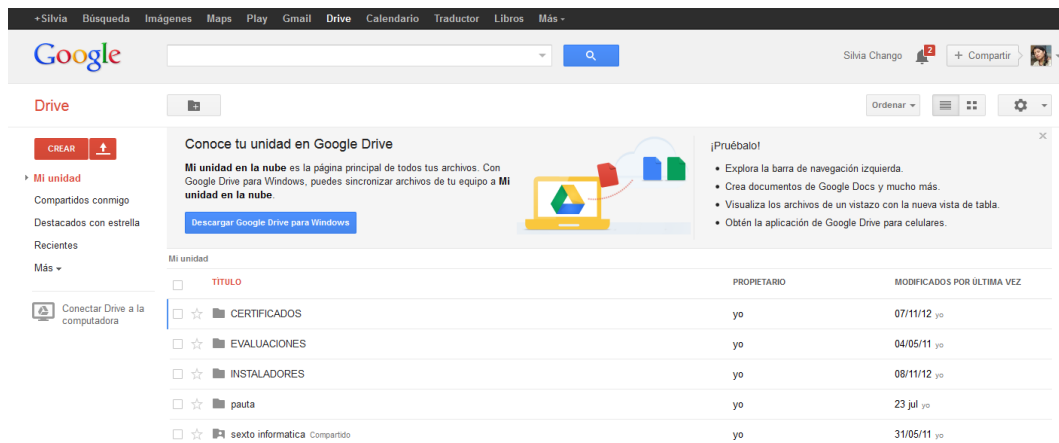 +Silvia Búsqueda Imágenes Maps Play Gmail Drive Calendario Traductor Libros Más
Google
Silvia Chango 2 + Compartir
Drive
Ordenar
CREAR
Mi unidad
Compartidos conmigo
Destacados con estrella
Recientes
Más
Conectar Drive a la
computadora
Conoce tu unidad en Google Drive
Mi unidad en la nube es la página principal de todos tus archivos. Con
Google Drive para Windows, puedes sincronizar archivos de tu equipo a Mi
unidad en la nube.
Descargar Google Drive para Windows
¡Pruébalo!
• Explora la barra de navegación izquierda.
• Crea documentos de Google Docs y mucho más.
• Visualiza los archivos de un vistazo con la nueva vista de tabla.
• Obtén la aplicación de Google Drive para celulares.
Mi unidad
TÍTULO PROPIETARIO MODIFICADOS POR ÚLTIMA VEZ
CERTIFICADOS yo 07/11/12 yo
EVALUACIONES yo 04/05/11 yo
INSTALADORES yo 08/11/12 yo
pauta yo 23 jul yo
sexto informatica Compartido yo 31/05/11 yo